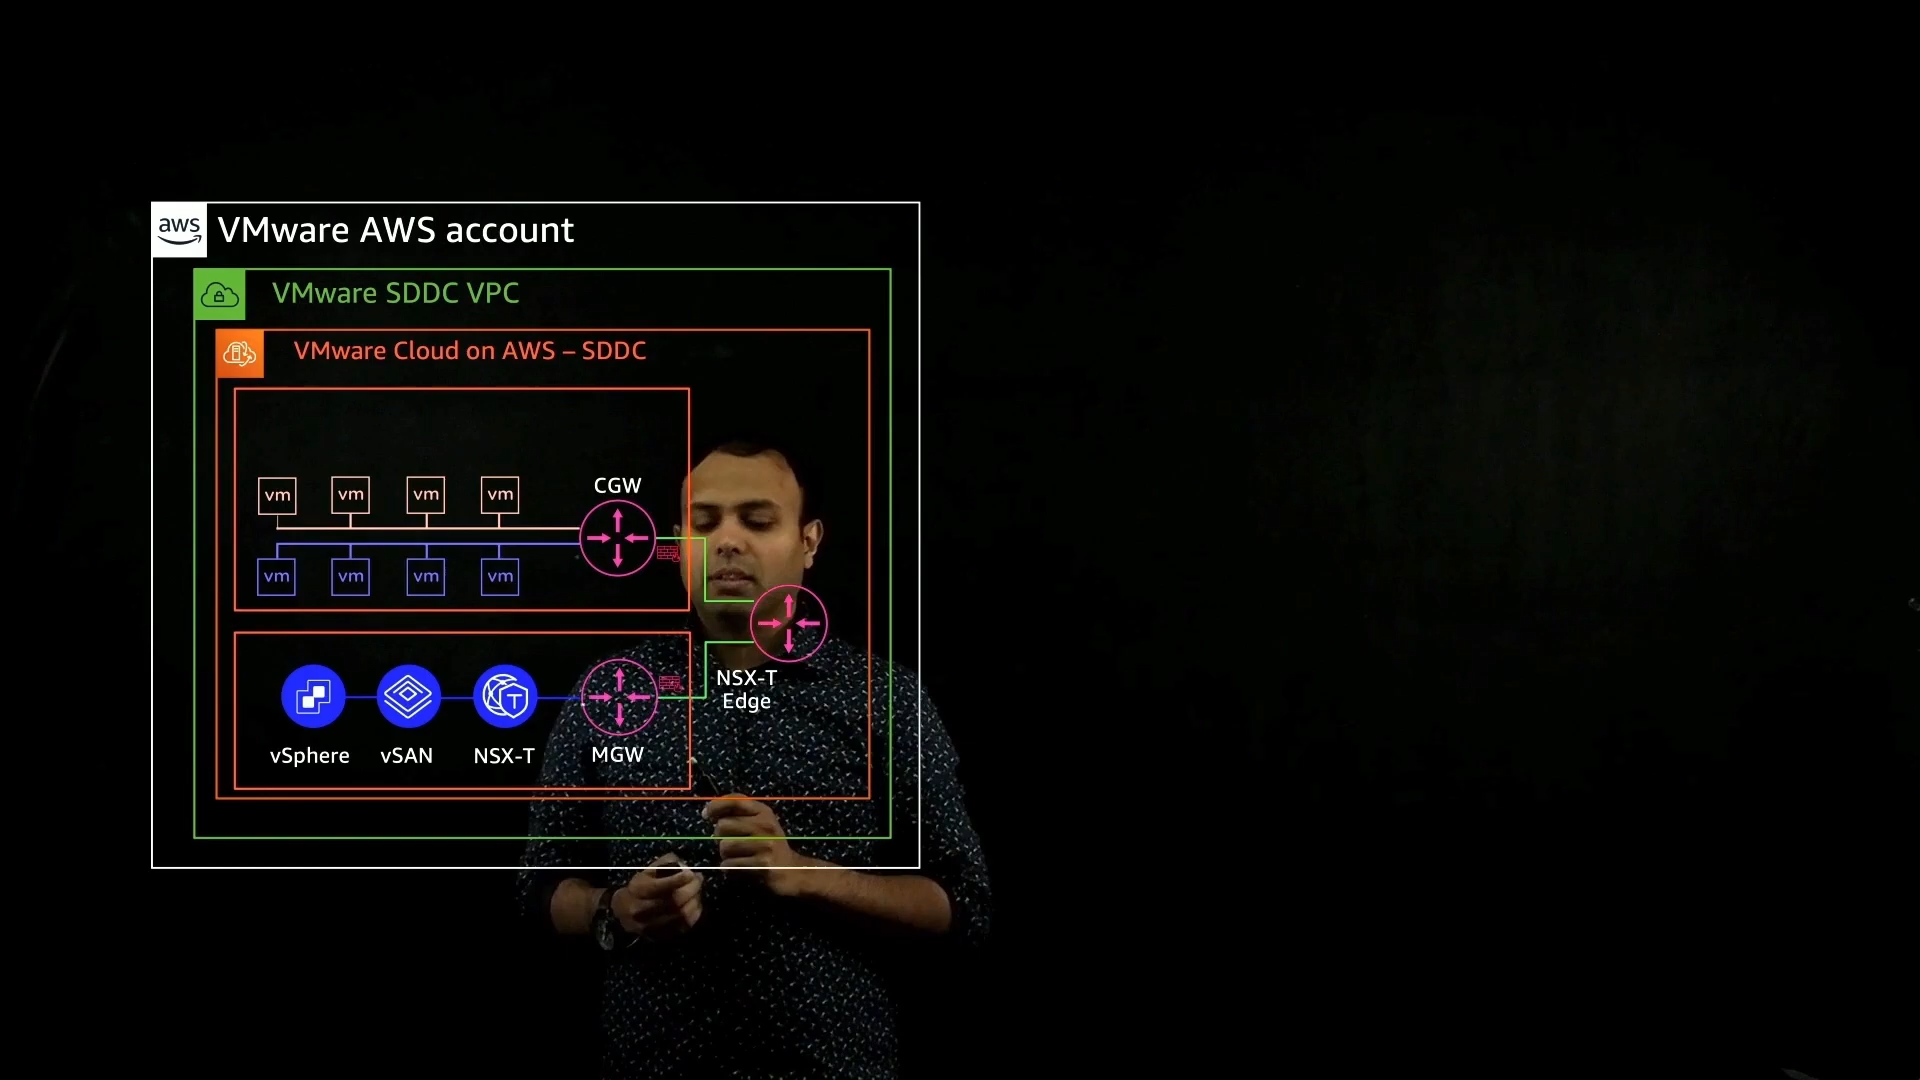 aws
VMware AWS account
VMware SDDC VPC
VMware Cloud on AWS – SDDC
vm vm vm vm
CGW
vm vm vm vm
NSX-T
Edge
T
vSphere vSAN NSX-T MGW